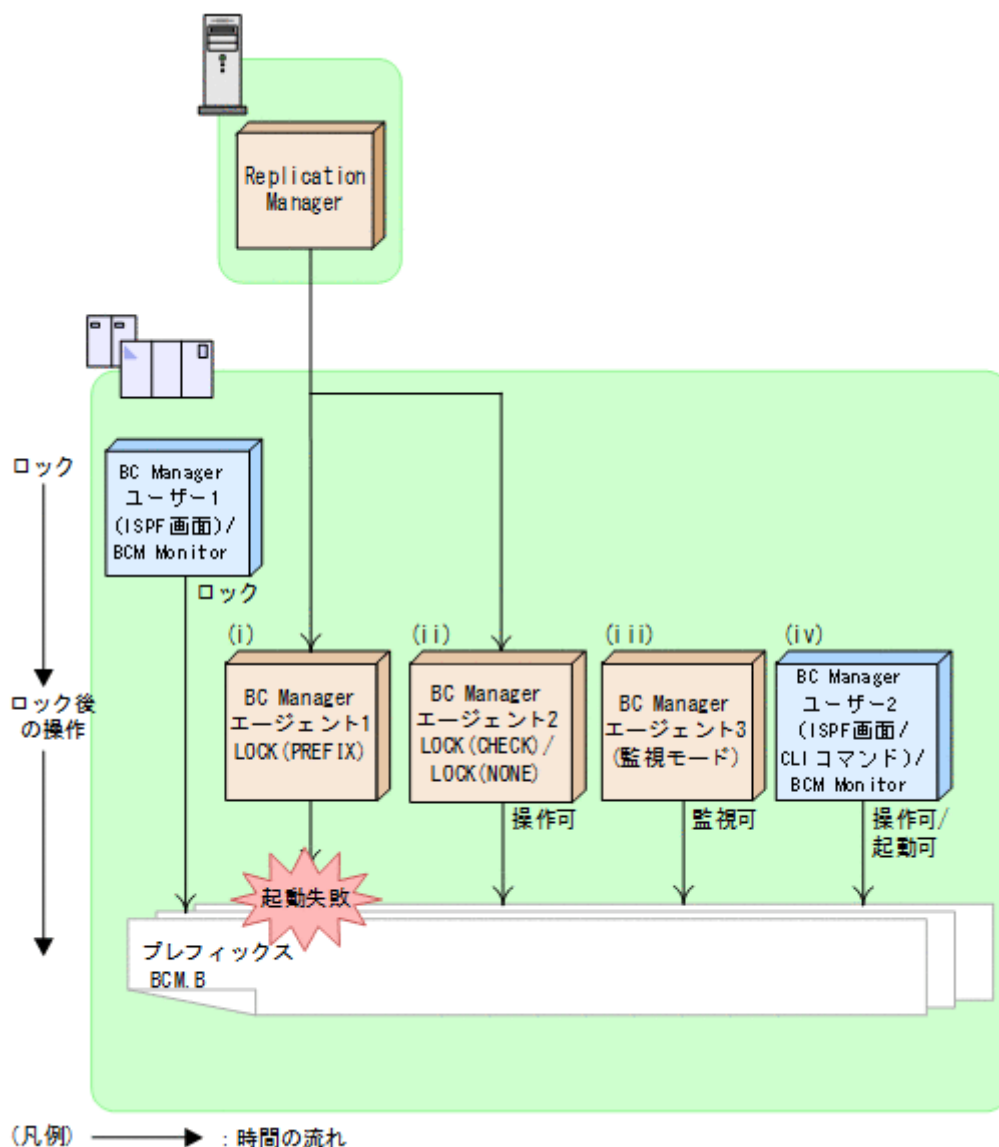 Replication
Manager
ロック
BC Manager
ユーザー1
(ISPF画面)/
BCM Monitor
ロック
(i)
(ii)
(iii)
(iv)
ロック後
の操作
BC Manager
エージェント1
LOCK(PREFIX)
BC Manager
エージェント2
LOCK(CHECK)/
LOCK(NONE)
BC Manager
エージェント3
(監視モード)
BC Manager
ユーザー2
(ISPF画面/
CLIコマンド)/
BCM Monitor
操作可
監視可
操作可/
起動可
起動失敗
プレフィックス
BCM.B
(凡例) : 時間の流れ